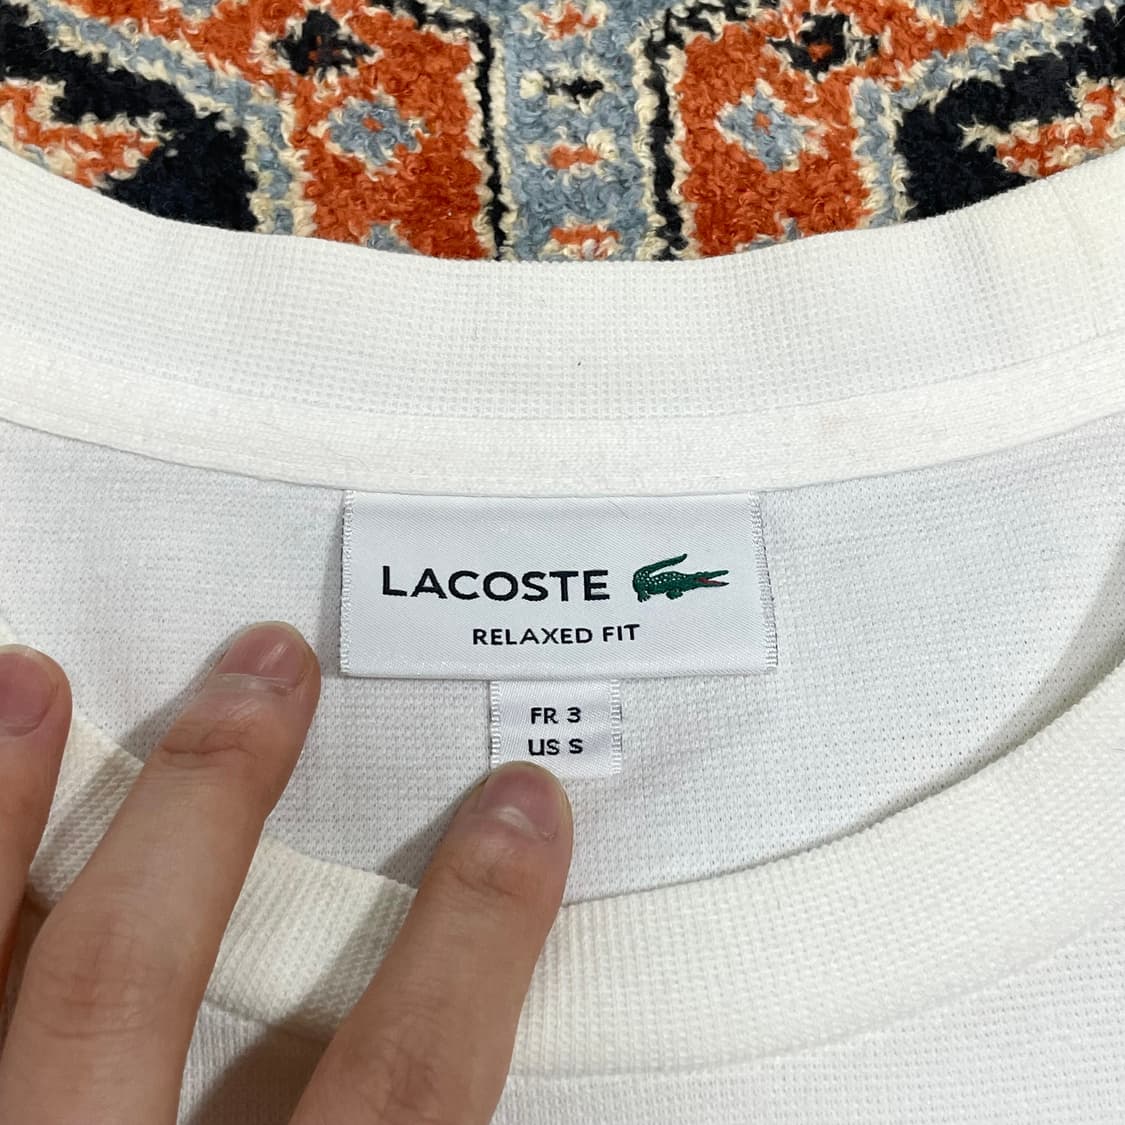 LACOSTE
RELAXED FIT
FR 3
US S